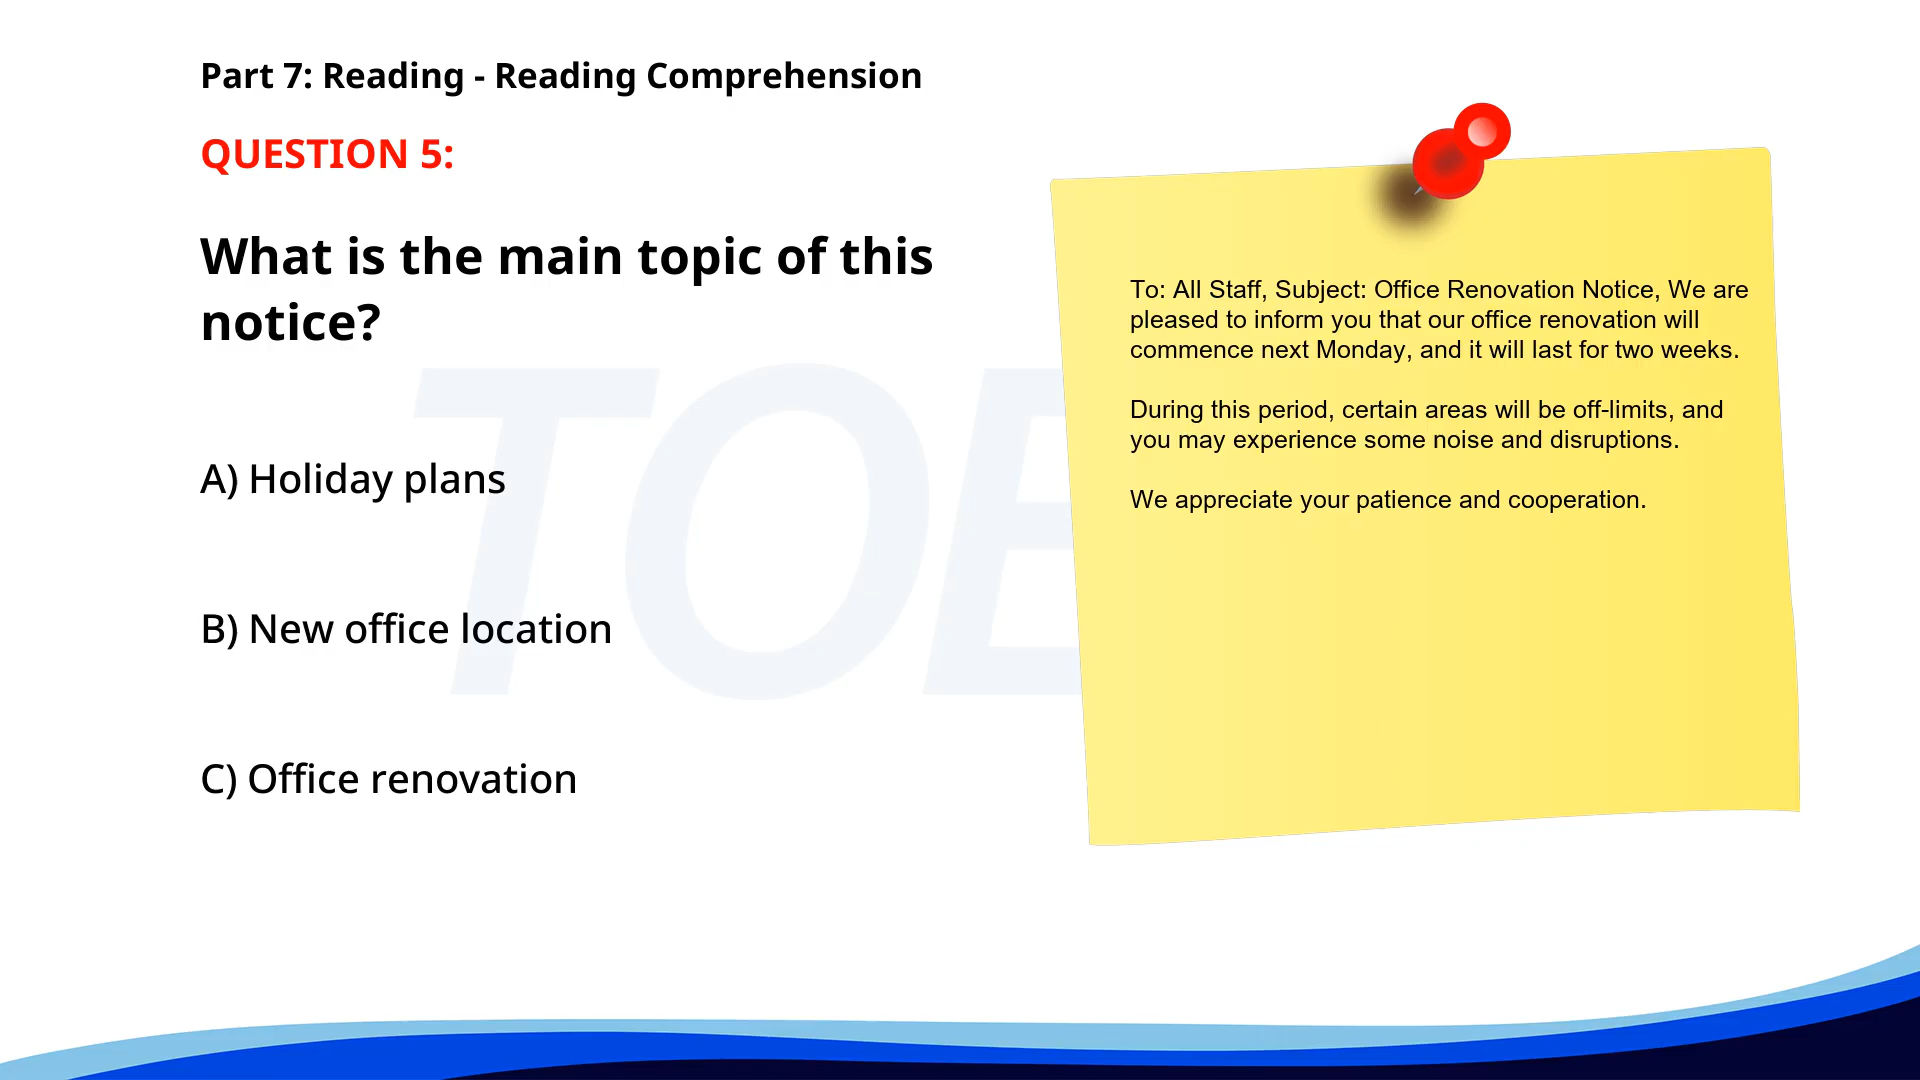 Part 7: Reading - Reading Comprehension
QUESTION 5:
What is the main topic of this
notice?
A) Holiday plans
B) New office location
C) Office renovation
To: All Staff, Subject: Office Renovation Notice, We are
pleased to inform you that our office renovation will
commence next Monday, and it will last for two weeks.
During this period, certain areas will be off-limits, and
you may experience some noise and disruptions.
We appreciate your patience and cooperation.
TOE